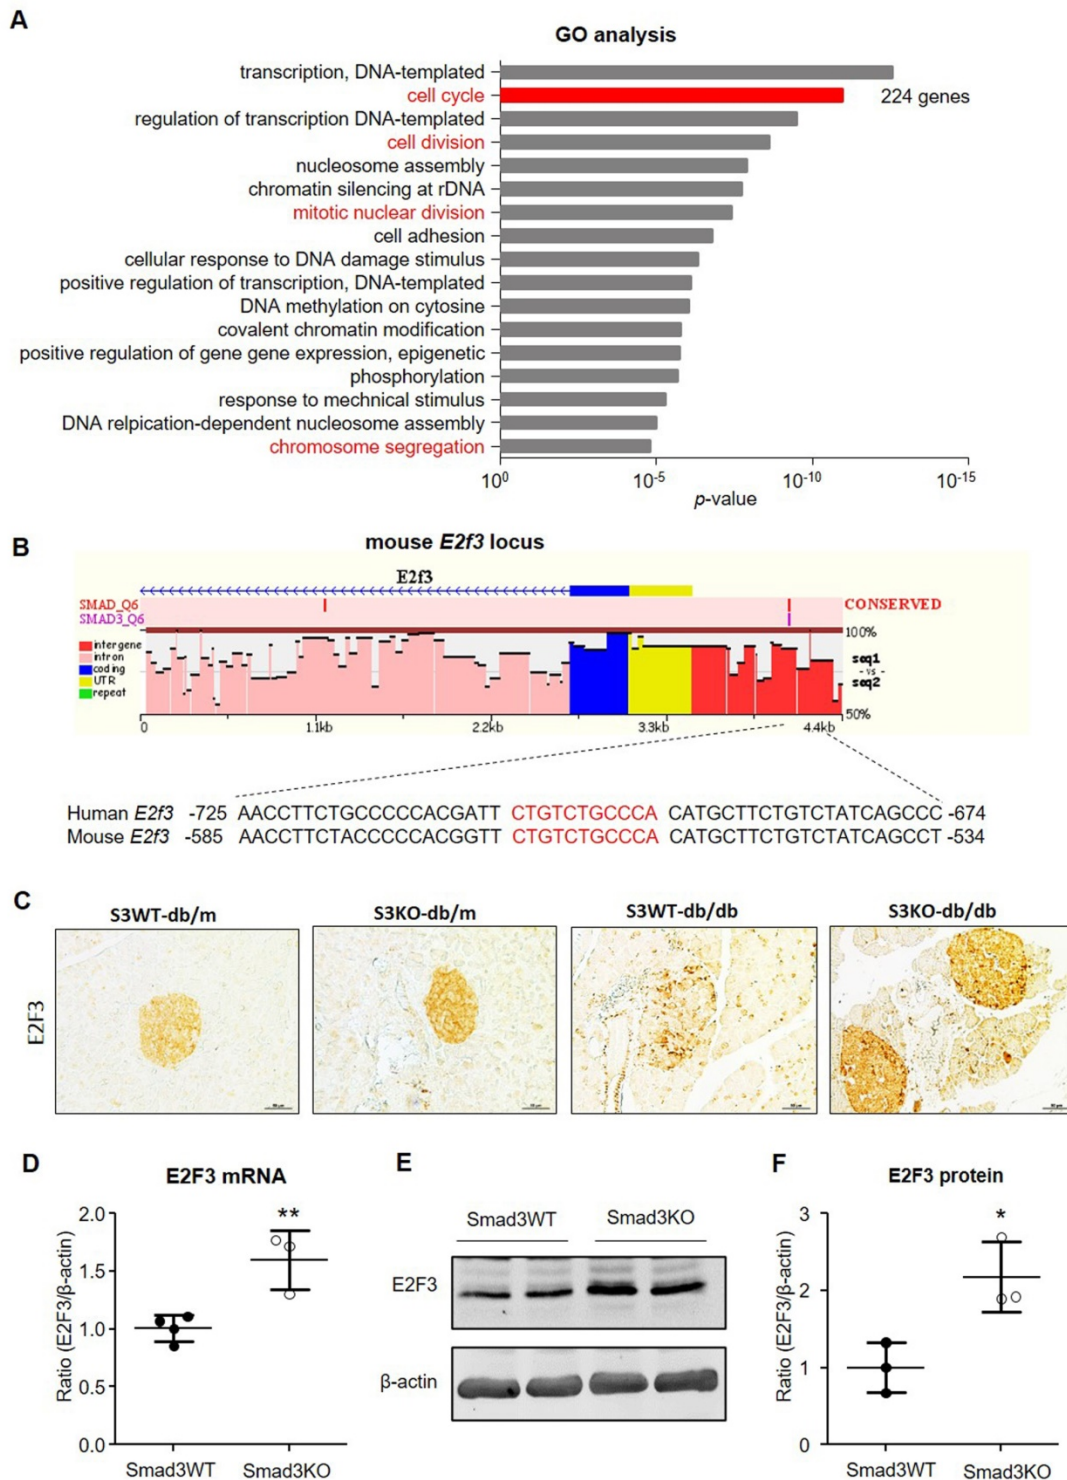 A
GO analysis
transcription, DNA-templated
cell cycle
224 genes
regulation of transcription DNA-templated
cell division
nucleosome assembly
chromatin silencing at rDNA
mitotic nuclear division
cell adhesion
cellular response to DNA damage stimulus
positive regulation of transcription, DNA-templated
DNA methylation on cytosine
covalent chromatin modification
positive regulation of gene gene expression, epigenetic
phosphorylation
response to mechnical stimulus
DNA relpication-dependent nucleosome assembly
chromosome segregation
10⁰ 10⁻⁵ 10⁻¹⁰ 10⁻¹⁵
p-value
B
mouse E2f3 locus
E2f3
SMAD_Q6 CONSERVED
SMAD3_Q6
100%
intergene
intron
coding
UTR
repeat
seq1
- vs -
seq2
50%
0 1.1kb 2.2kb 3.3kb 4.4kb
Human E2f3 -725 AACCTTCTGCCCCCACGATT CTGTCTGCCCA CATGCTTCTGTCTATCAGCCC -674
Mouse E2f3 -585 AACCTTCTACCCCCACGGTT CTGTCTGCCCA CATGCTTCTGTCTATCAGCCT -534
C
S3WT-db/m S3KO-db/m S3WT-db/db S3KO-db/db
E2F3
D
E2F3 mRNA
**
2.0
1.5
1.0
0.5
0.0
Ratio (E2F3/β-actin)
Smad3WT Smad3KO
E
Smad3WT Smad3KO
E2F3
β-actin
F
E2F3 protein
*
3
2
1
0
Ratio (E2F3/β-actin)
Smad3WT Smad3KO